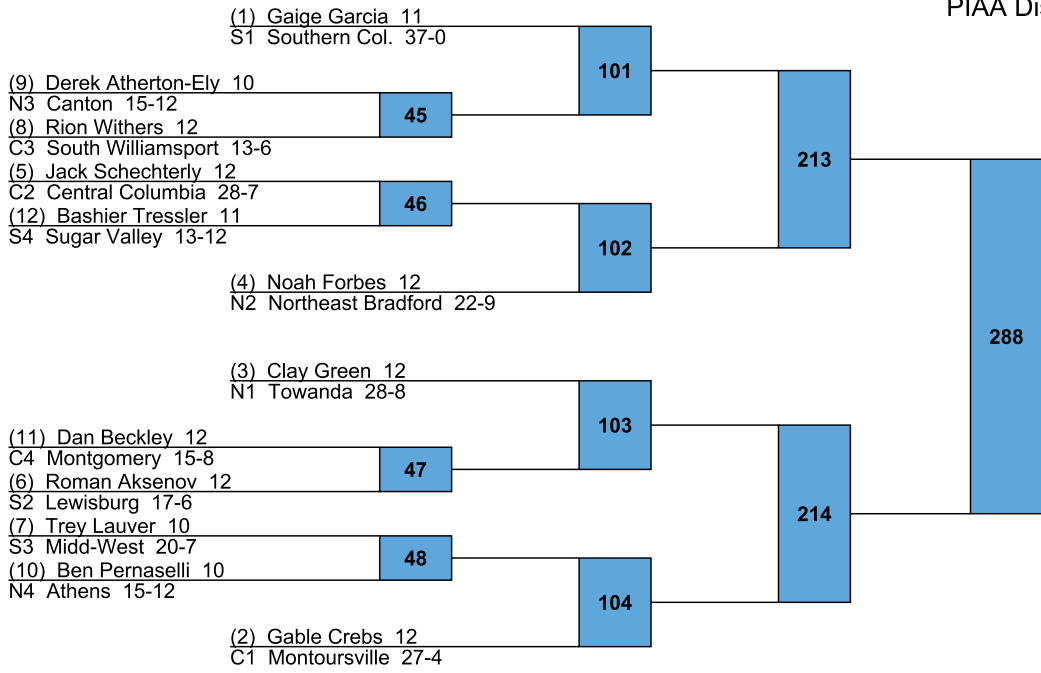 PIAA Dis
(1) Gaige Garcia 11
S1 Southern Col. 37-0
101
(9) Derek Atherton-Ely 10
N3 Canton 15-12
45
(8) Rion Withers 12
C3 South Williamsport 13-6
213
(5) Jack Schechterly 12
C2 Central Columbia 28-7
46
(12) Bashier Tressler 11
S4 Sugar Valley 13-12
102
(4) Noah Forbes 12
N2 Northeast Bradford 22-9
288
(3) Clay Green 12
N1 Towanda 28-8
103
(11) Dan Beckley 12
C4 Montgomery 15-8
47
(6) Roman Aksenov 12
S2 Lewisburg 17-6
214
(7) Trey Lauver 10
S3 Midd-West 20-7
48
(10) Ben Pernaselli 10
N4 Athens 15-12
104
(2) Gable Crebs 12
C1 Montoursville 27-4